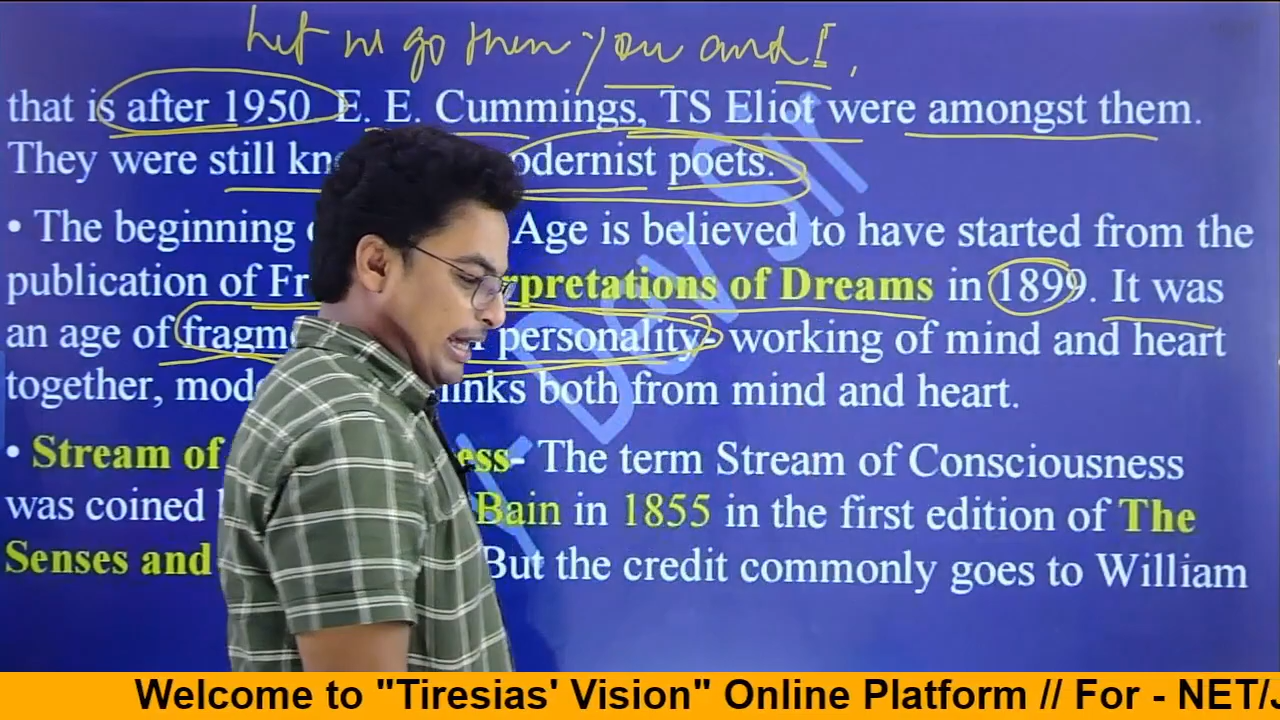 Let us go then you and I,
that is after 1950. E. E. Cummings, TS Eliot were amongst them.
They were still kn odernist poets.
• The beginning Age is believed to have started from the
publication of Fr rpretations of Dreams in 1899. It was
an age of fragm personality- working of mind and heart
together, mod inks both from mind and heart.
• Stream of ess- The term Stream of Consciousness
was coined Bain in 1855 in the first edition of The
Senses and But the credit commonly goes to William
Y - Dev Sir
Welcome to "Tiresias' Vision" Online Platform // For - NET/J